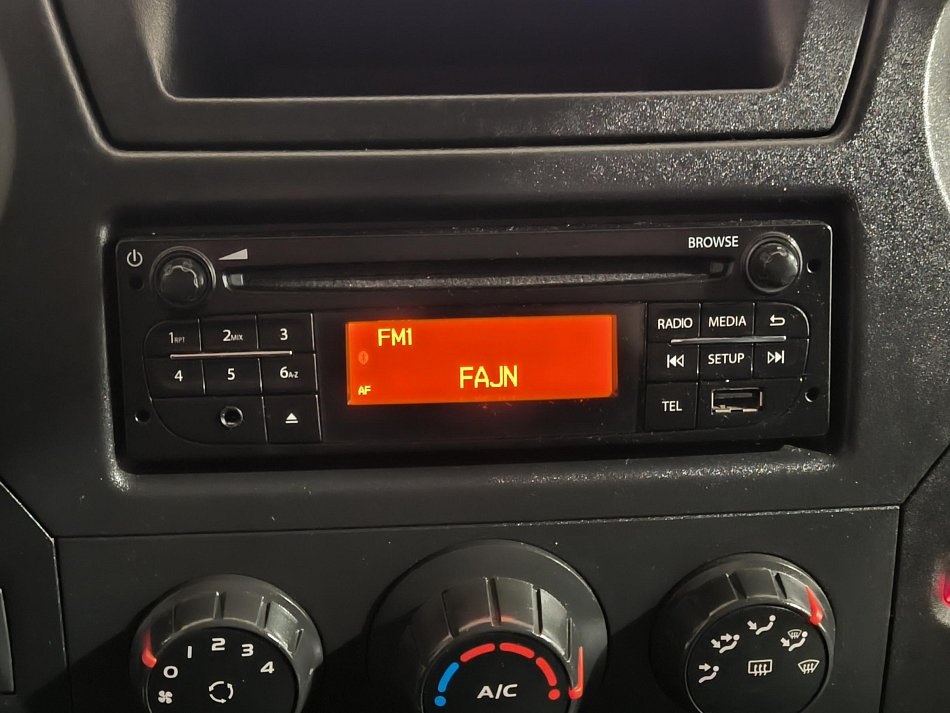 BROWSE
1RPT 2MIX 3
4 5 6A-Z
FM1
FAJN
AF
RADIO MEDIA
SETUP
TEL
0 1 2 3 4
A/C